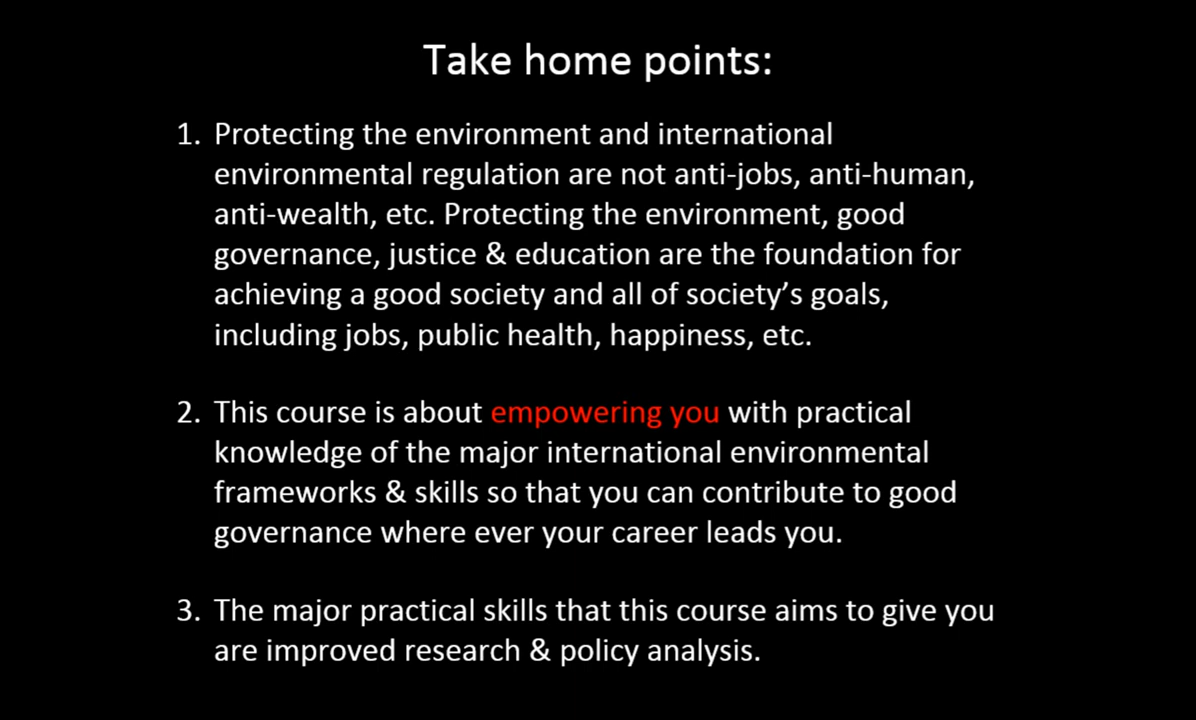 Take home points:
1. Protecting the environment and international
environmental regulation are not anti-jobs, anti-human,
anti-wealth, etc. Protecting the environment, good
governance, justice & education are the foundation for
achieving a good society and all of society’s goals,
including jobs, public health, happiness, etc.
2. This course is about empowering you with practical
knowledge of the major international environmental
frameworks & skills so that you can contribute to good
governance where ever your career leads you.
3. The major practical skills that this course aims to give you
are improved research & policy analysis.